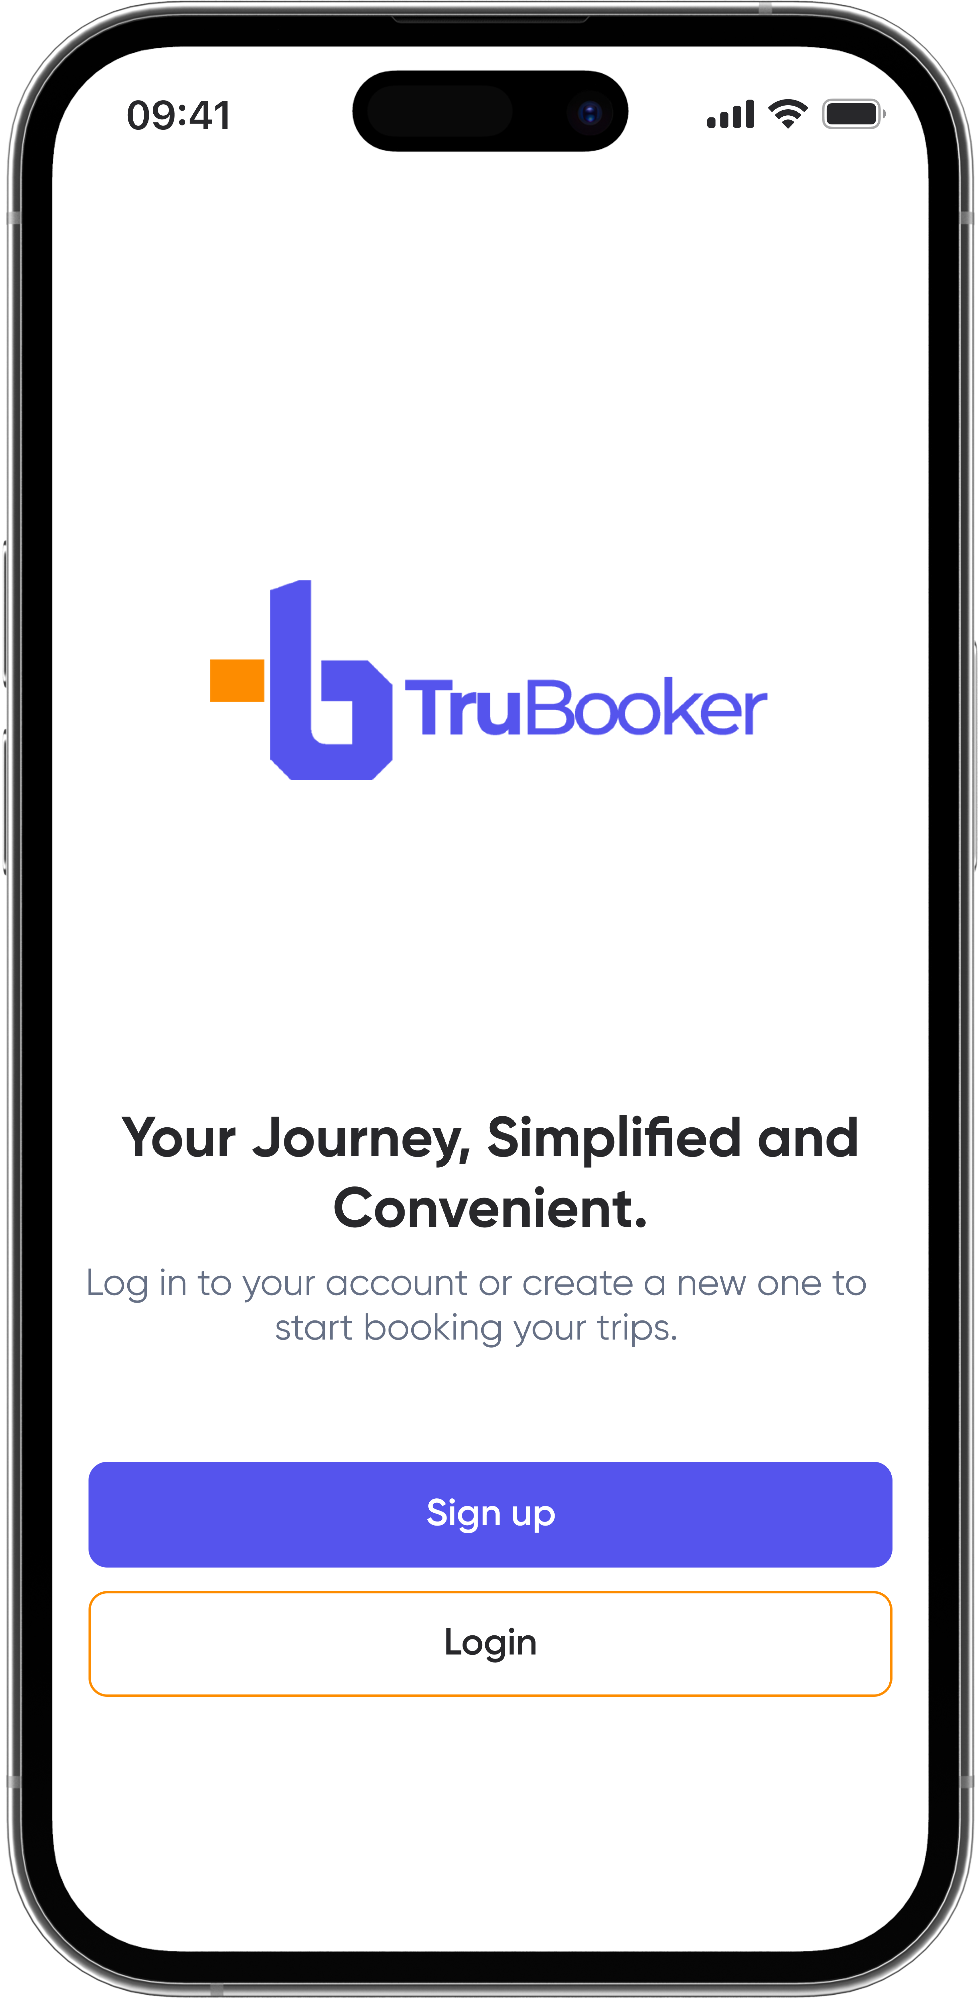 09:41
TruBooker
Your Journey, Simplified and
Convenient.
Log in to your account or create a new one to
start booking your trips.
Sign up
Login